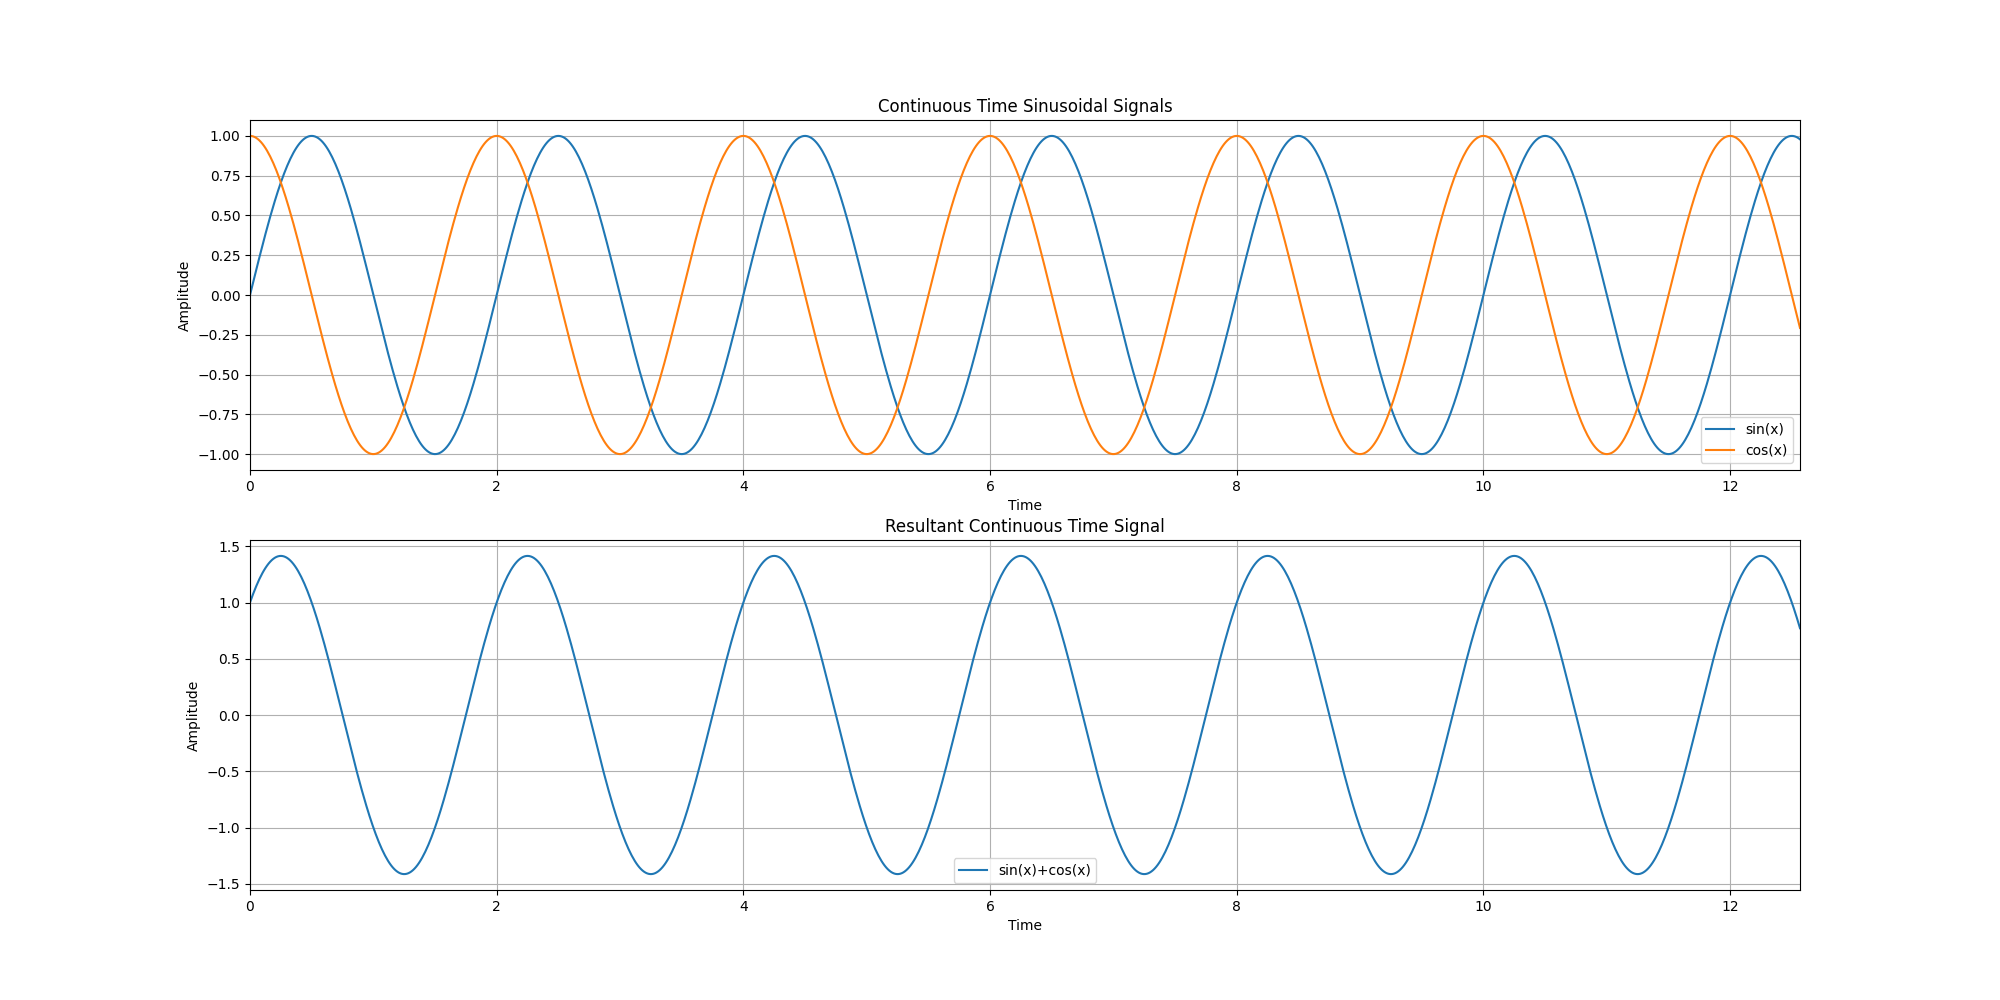 Continuous Time Sinusoidal Signals
Amplitude
1.00
0.75
0.50
0.25
0.00
−0.25
−0.50
−0.75
−1.00
sin(x)
cos(x)
0 2 4 6 8 10 12
Time
Resultant Continuous Time Signal
Amplitude
1.5
1.0
0.5
0.0
−0.5
−1.0
−1.5
sin(x)+cos(x)
0 2 4 6 8 10 12
Time